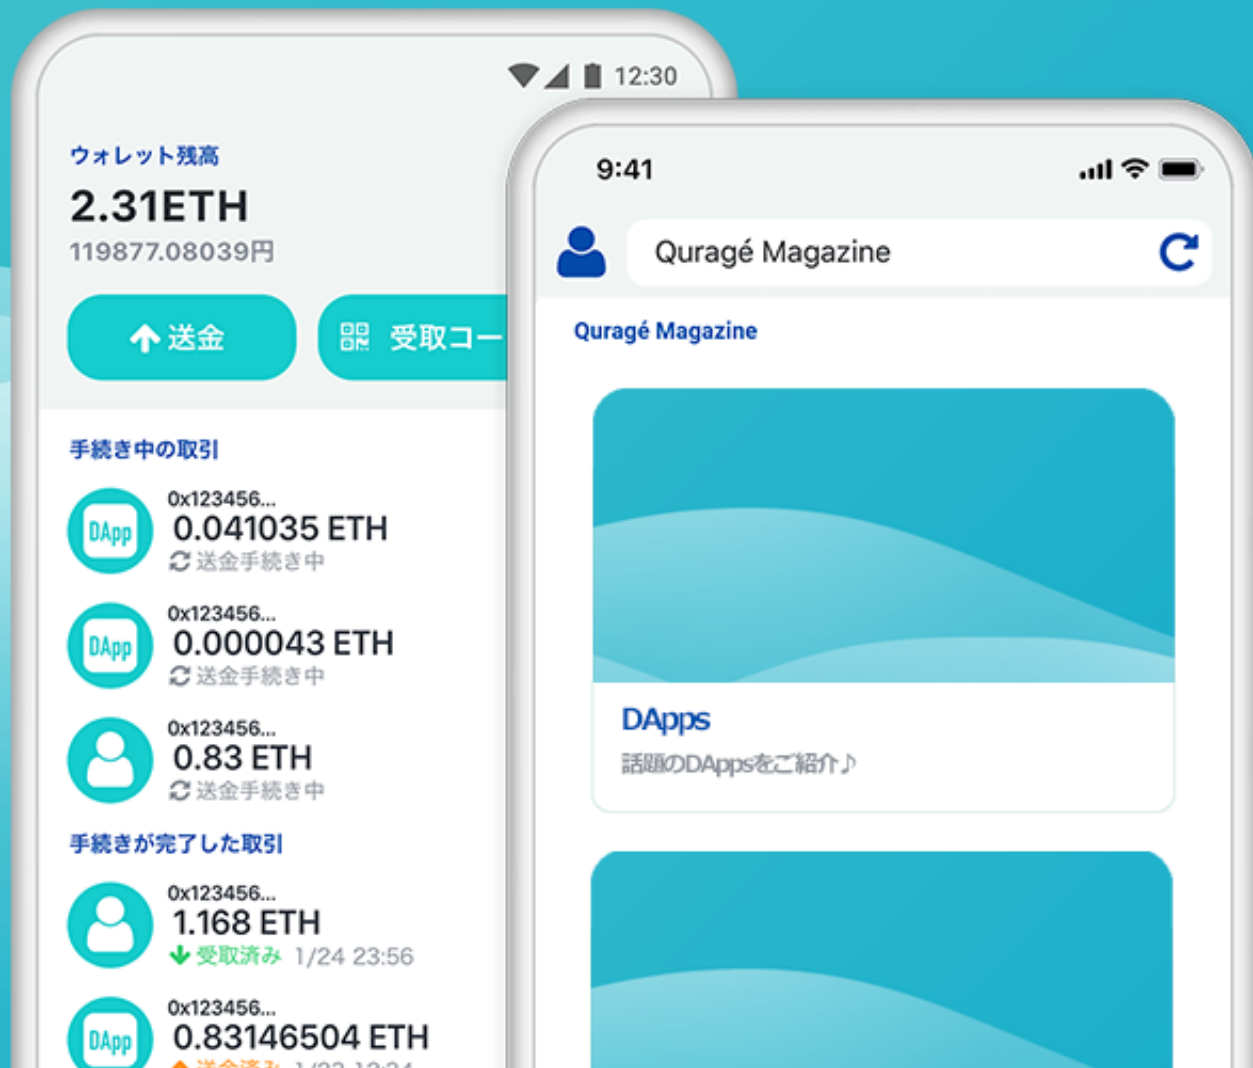 12:30
ウォレット残高
2.31ETH
119877.08039円
送金
受取コー
手続き中の取引
DApp
0x123456...
0.041035 ETH
送金手続き中
DApp
0x123456...
0.000043 ETH
送金手続き中
0x123456...
0.83 ETH
送金手続き中
手続きが完了した取引
0x123456...
1.168 ETH
受取済み 1/24 23:56
DApp
0x123456...
0.83146504 ETH
送金済み
9:41
Quragé Magazine
Quragé Magazine
DApps
話題のDAppsをご紹介♪